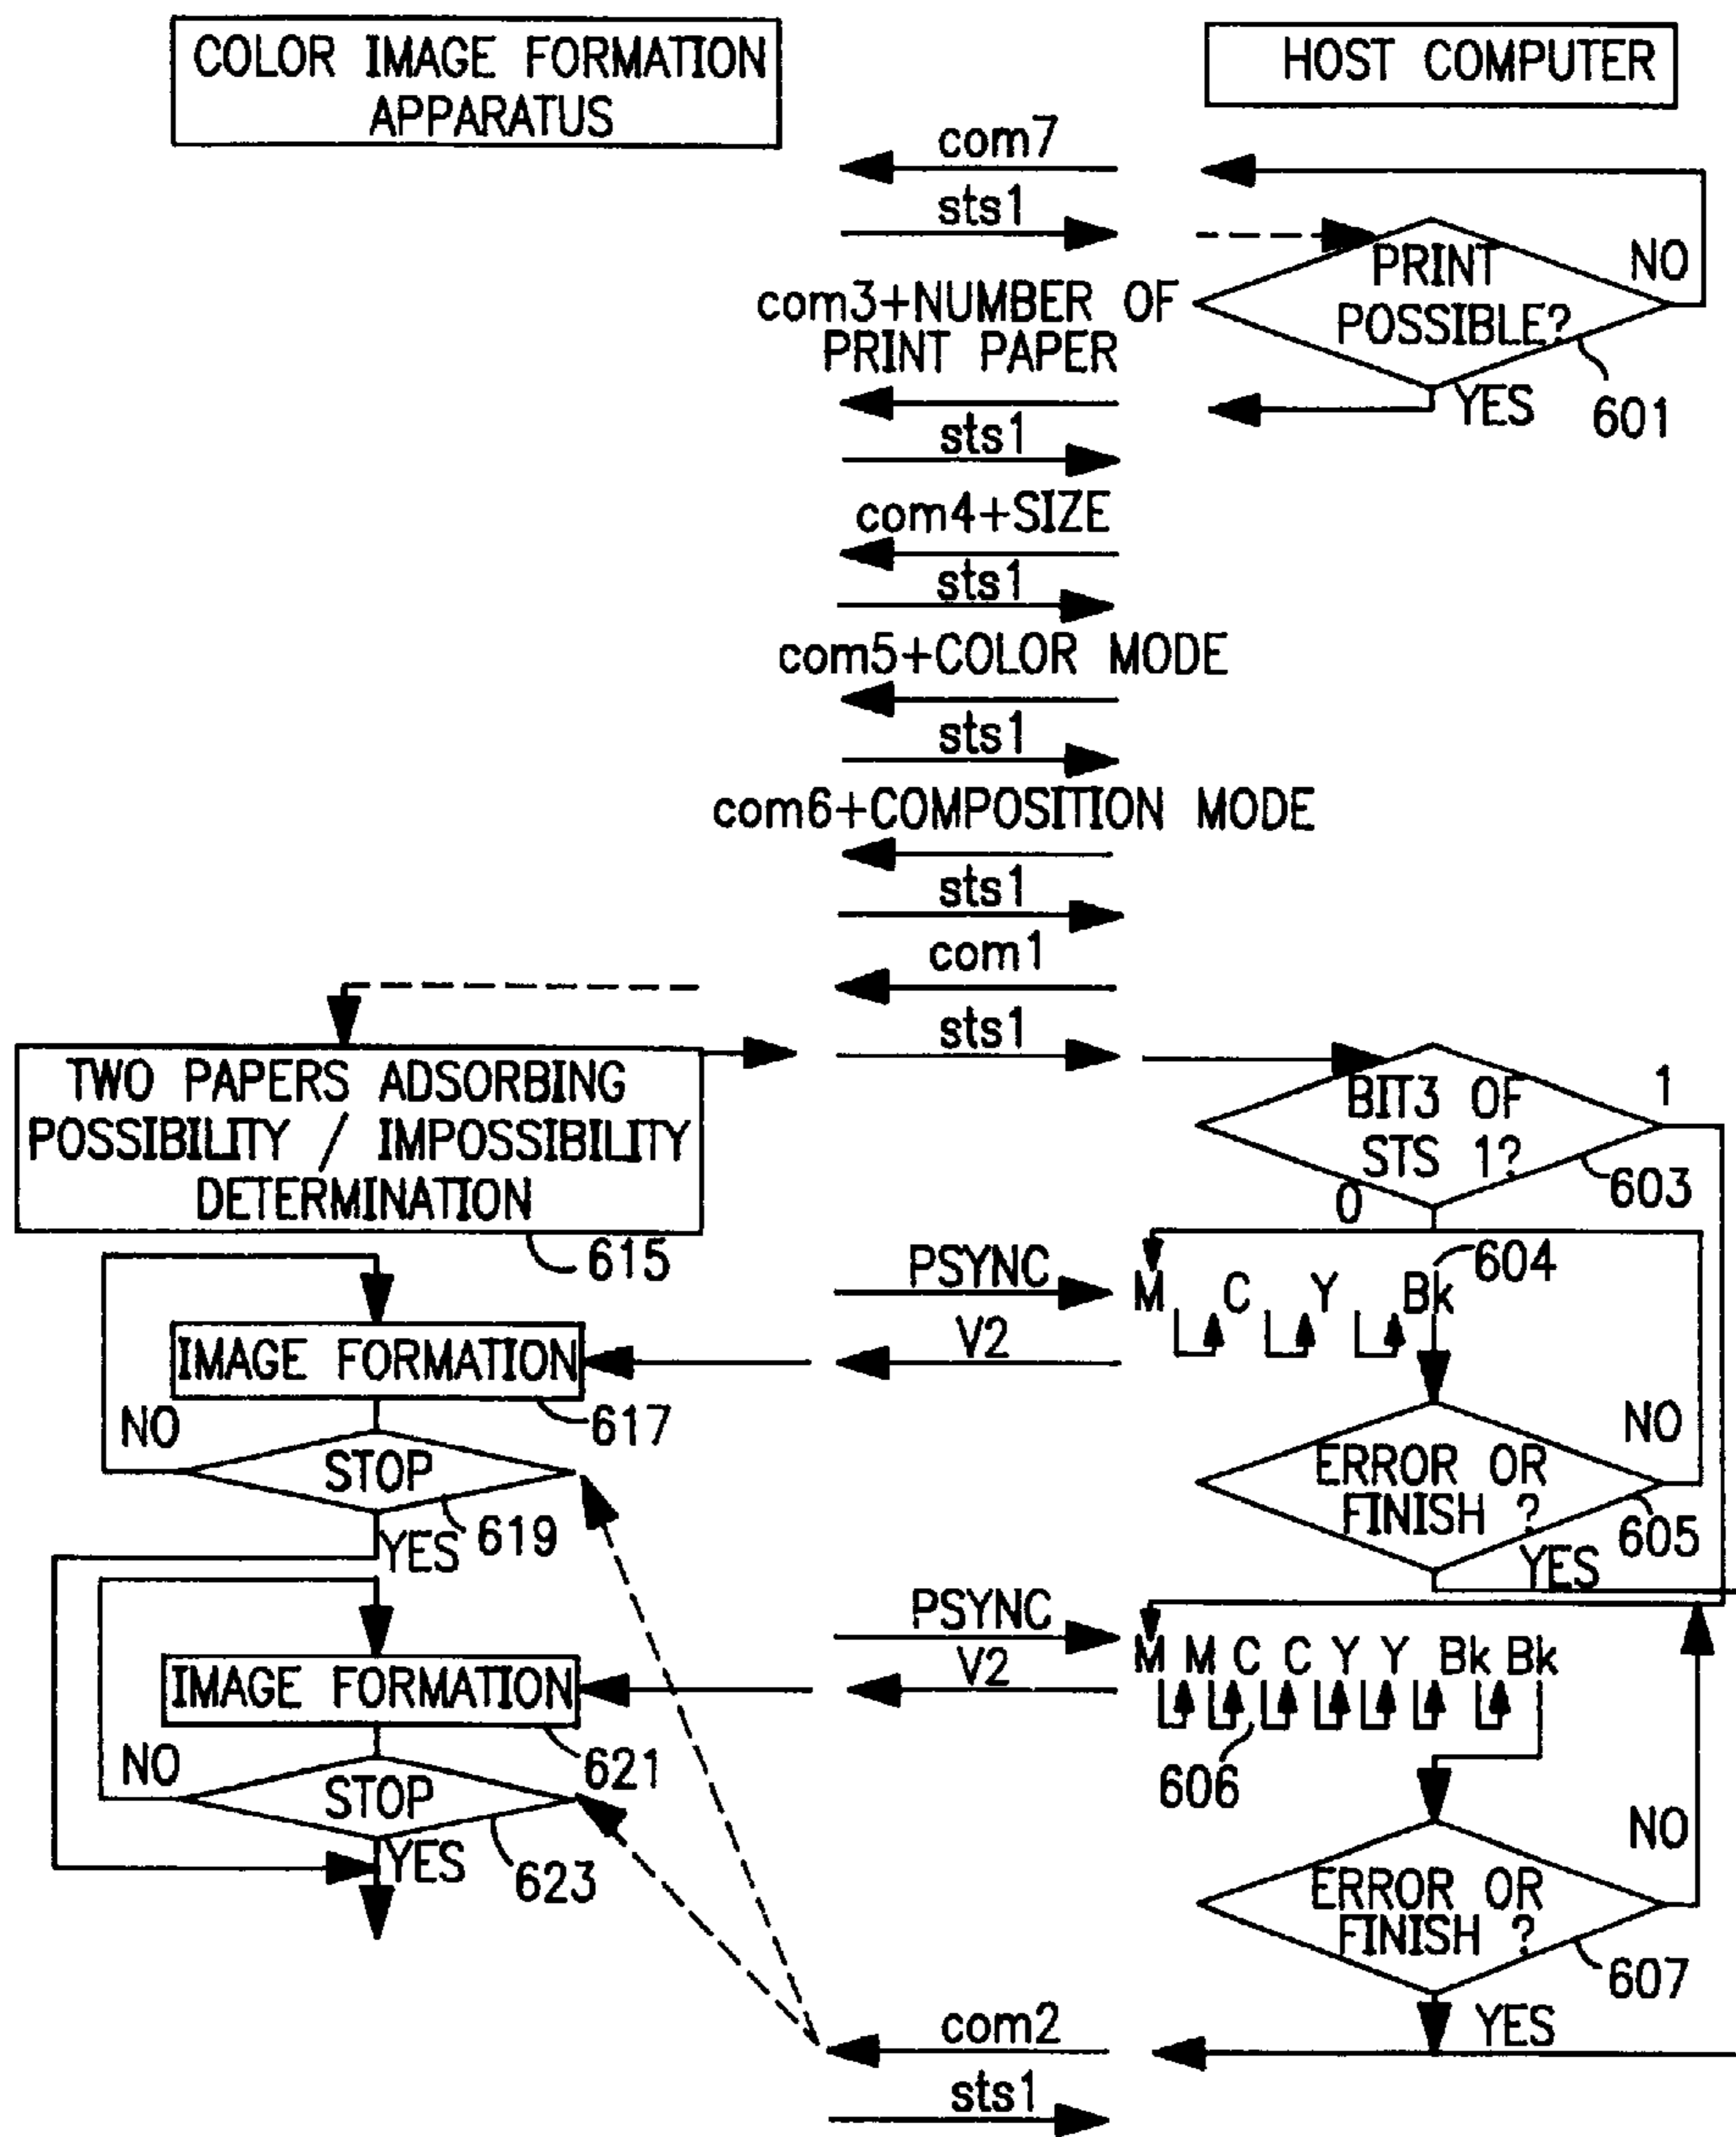 COLOR IMAGE FORMATION
APPARATUS
HOST COMPUTER
com7
sts1
PRINT
POSSIBLE?
NO
YES
601
com3+NUMBER OF
PRINT PAPER
sts1
com4+SIZE
sts1
com5+COLOR MODE
sts1
com6+COMPOSITION MODE
sts1
com1
sts1
TWO PAPERS ADSORBING
POSSIBILITY / IMPOSSIBILITY
DETERMINATION
615
BIT3 OF
STS 1?
1
0
603
PSYNC
V2
M C Y Bk
604
IMAGE FORMATION
617
NO
STOP
619
YES
ERROR OR
FINISH ?
NO
605
YES
PSYNC
V2
M M C C Y Y Bk Bk
606
IMAGE FORMATION
621
NO
STOP
623
YES
ERROR OR
FINISH ?
NO
607
YES
com2
sts1